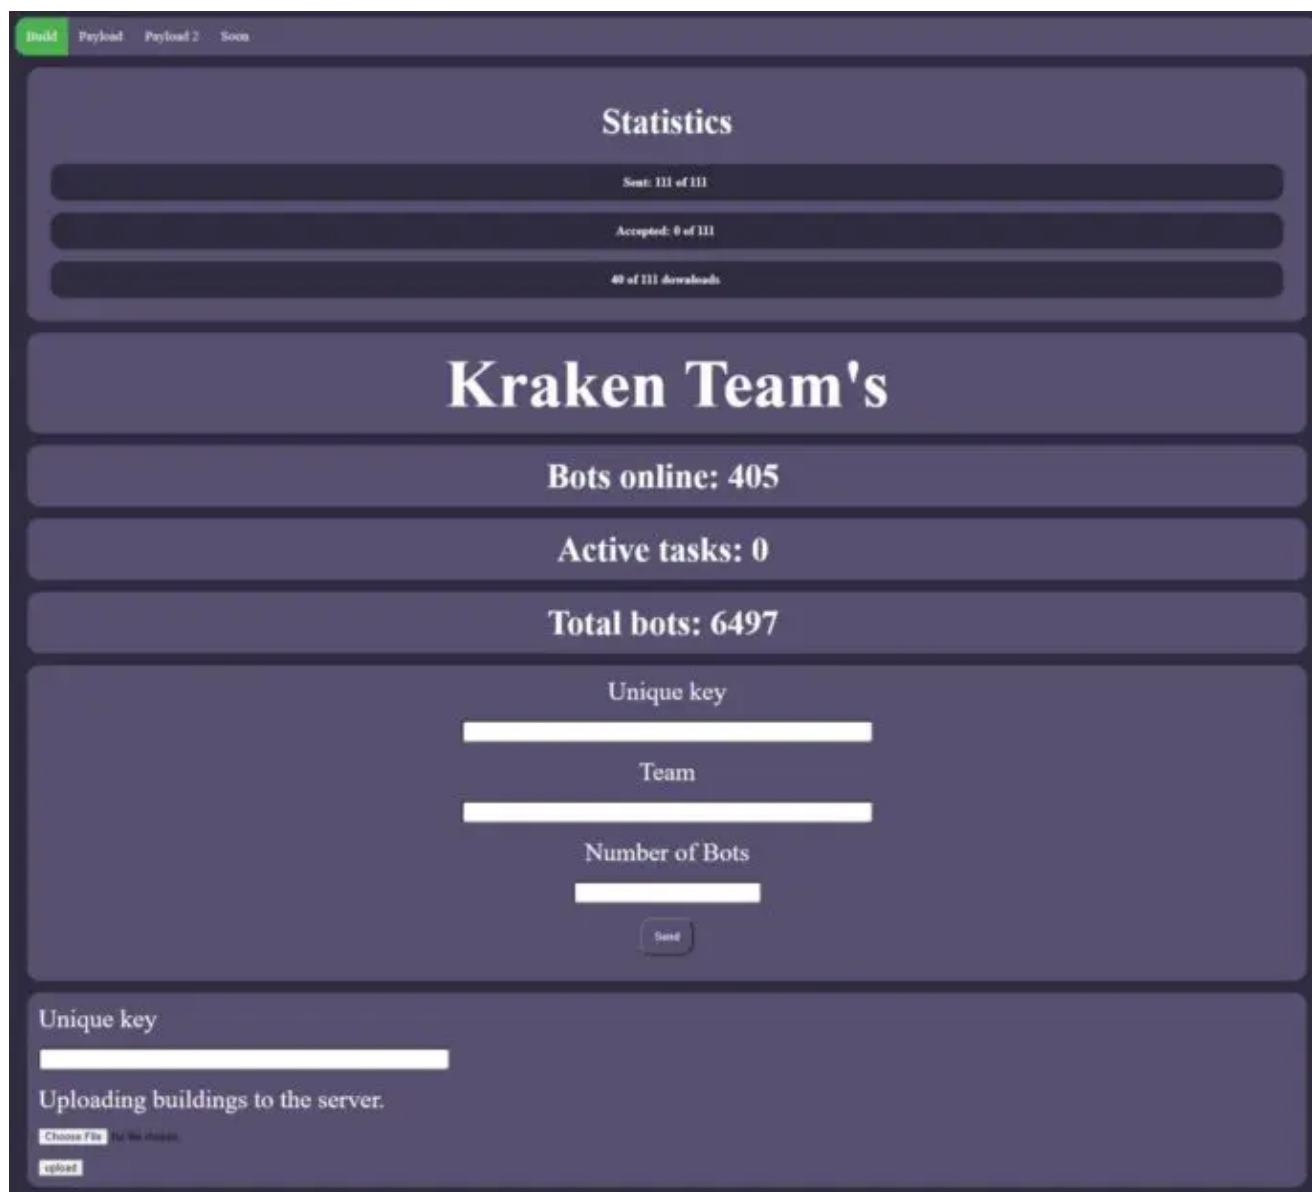 Build Payload Payload 2 Soon
Statistics
Sent: 111 of 111
Accepted: 0 of 111
40 of 111 downloads
Kraken Team's
Bots online: 405
Active tasks: 0
Total bots: 6497
Unique key
Team
Number of Bots
Send
Unique key
Uploading buildings to the server.
Choose File
upload